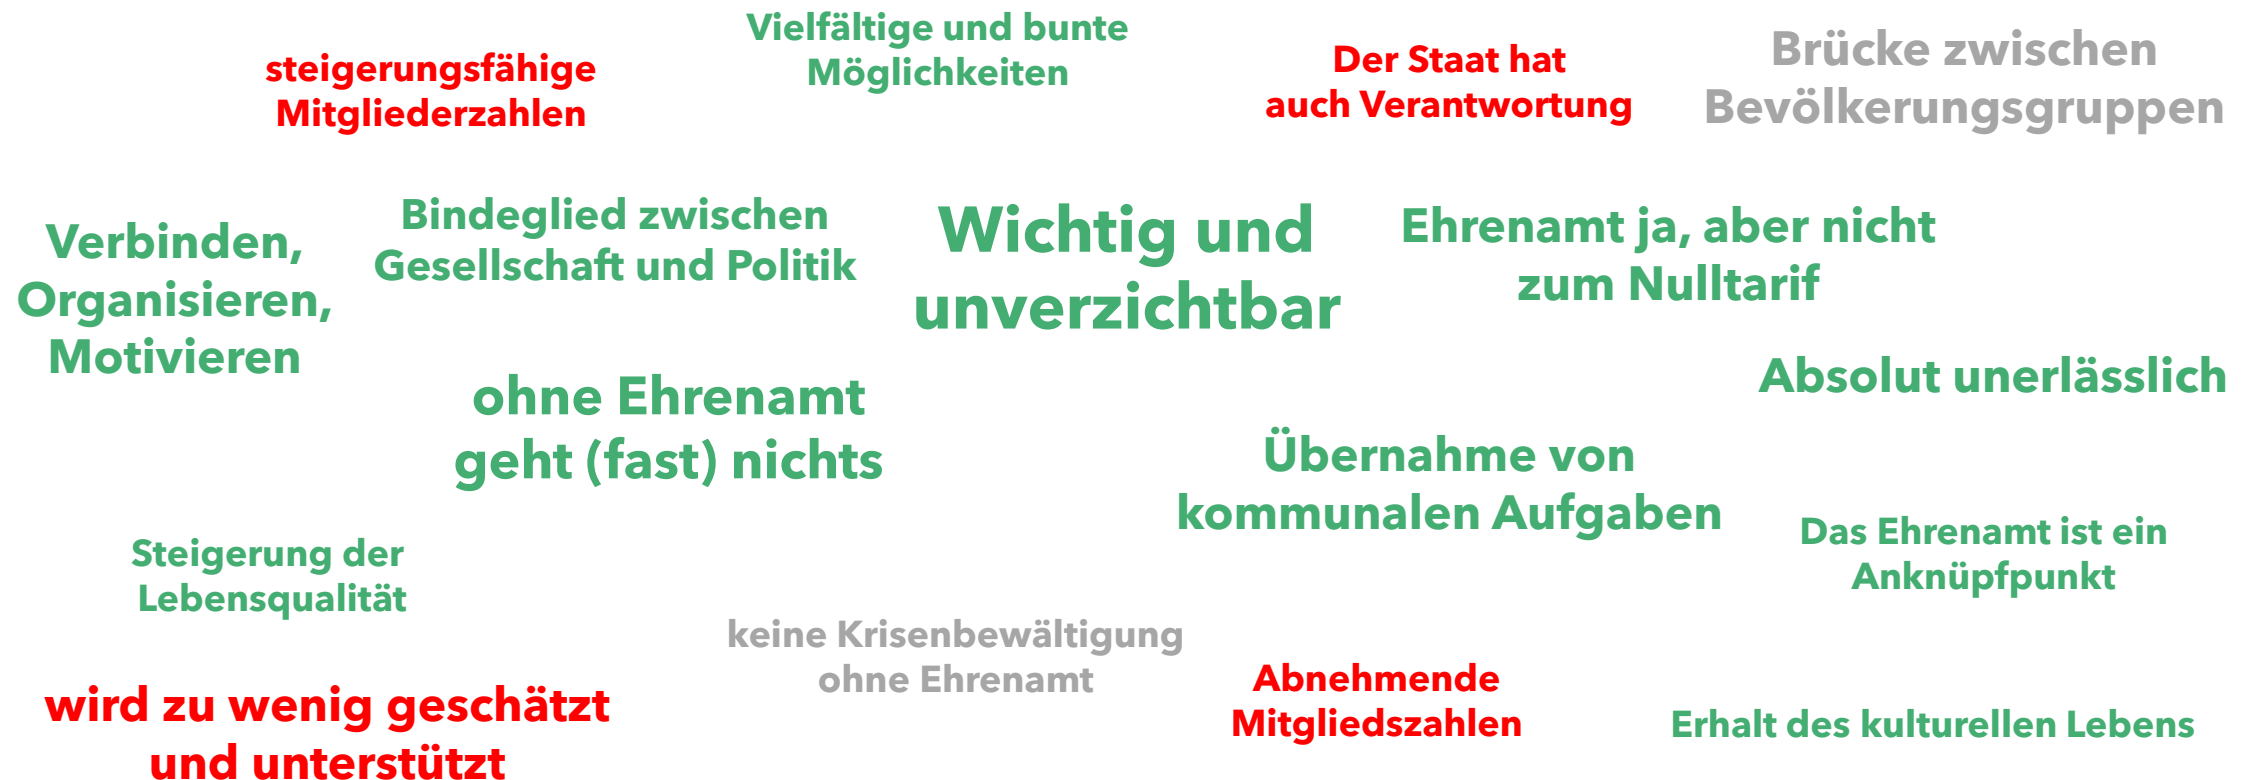 steigerungsfähige
Mitgliederzahlen
Vielfältige und bunte
Möglichkeiten
Der Staat hat
auch Verantwortung
Brücke zwischen
Bevölkerungsgruppen
Verbinden,
Organisieren,
Motivieren
Bindeglied zwischen
Gesellschaft und Politik
Wichtig und
unverzichtbar
Ehrenamt ja, aber nicht
zum Nulltarif
ohne Ehrenamt
geht (fast) nichts
Absolut unerlässlich
Übernahme von
kommunalen Aufgaben
Steigerung der
Lebensqualität
Das Ehrenamt ist ein
Anknüpfpunkt
keine Krisenbewältigung
ohne Ehrenamt
wird zu wenig geschätzt
und unterstützt
Abnehmende
Mitgliedszahlen
Erhalt des kulturellen Lebens